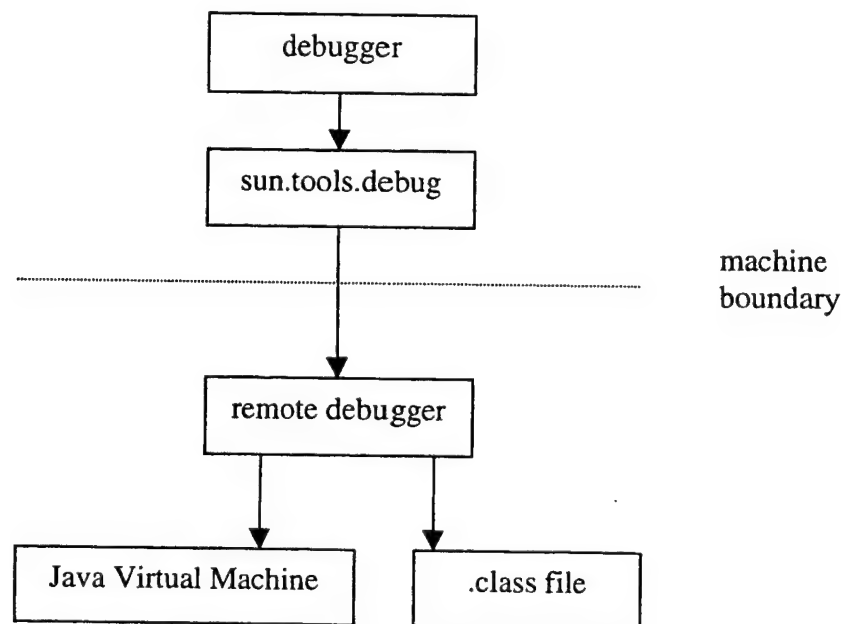 debugger
sun.tools.debug
machine
boundary
remote debugger
Java Virtual Machine
.class file